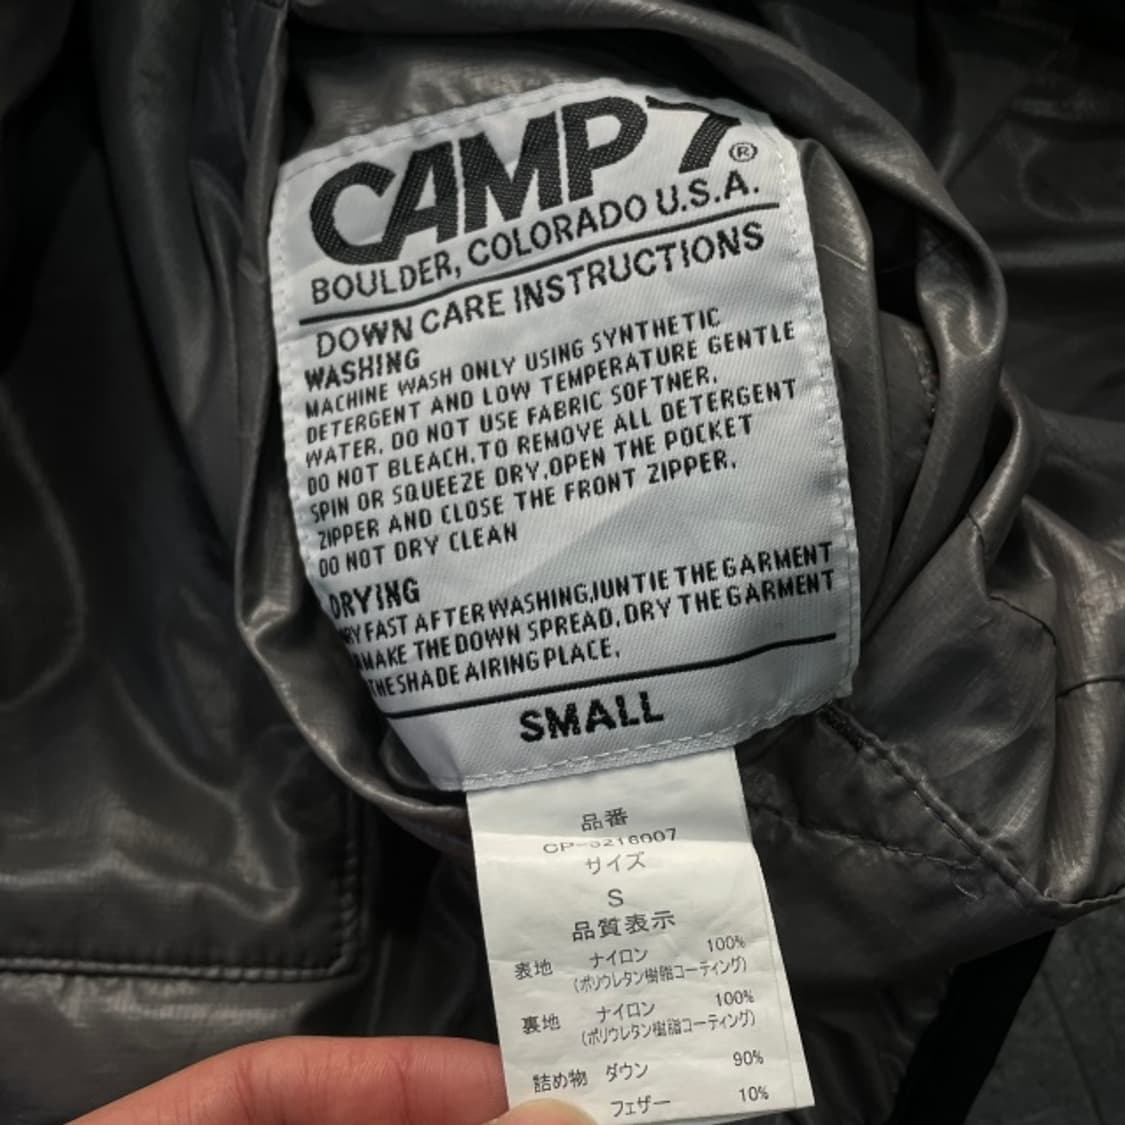 CAMP 7®
BOULDER, COLORADO U.S.A.
DOWN CARE INSTRUCTIONS
WASHING
MACHINE WASH ONLY USING SYNTHETIC
DETERGENT AND LOW TEMPERATURE GENTLE
WATER, DO NOT USE FABRIC SOFTNER.
DO NOT BLEACH.TO REMOVE ALL DETERGENT
SPIN OR SQUEEZE DRY,OPEN THE POCKET
ZIPPER AND CLOSE THE FRONT ZIPPER.
DO NOT DRY CLEAN
DRYING
FAST AFTER WASHING,IUNTIE THE GARMENT
MAKE THE DOWN SPREAD, DRY THE GARMENT
THE SHADE AIRING PLACE.
SMALL
品番
サイズ
S
品質表示
表地 ナイロン 100%
(ポリウレタン樹脂コーティング)
裏地 ナイロン 100%
(ポリウレタン樹脂コーティング)
詰め物 ダウン 90%
フェザー 10%